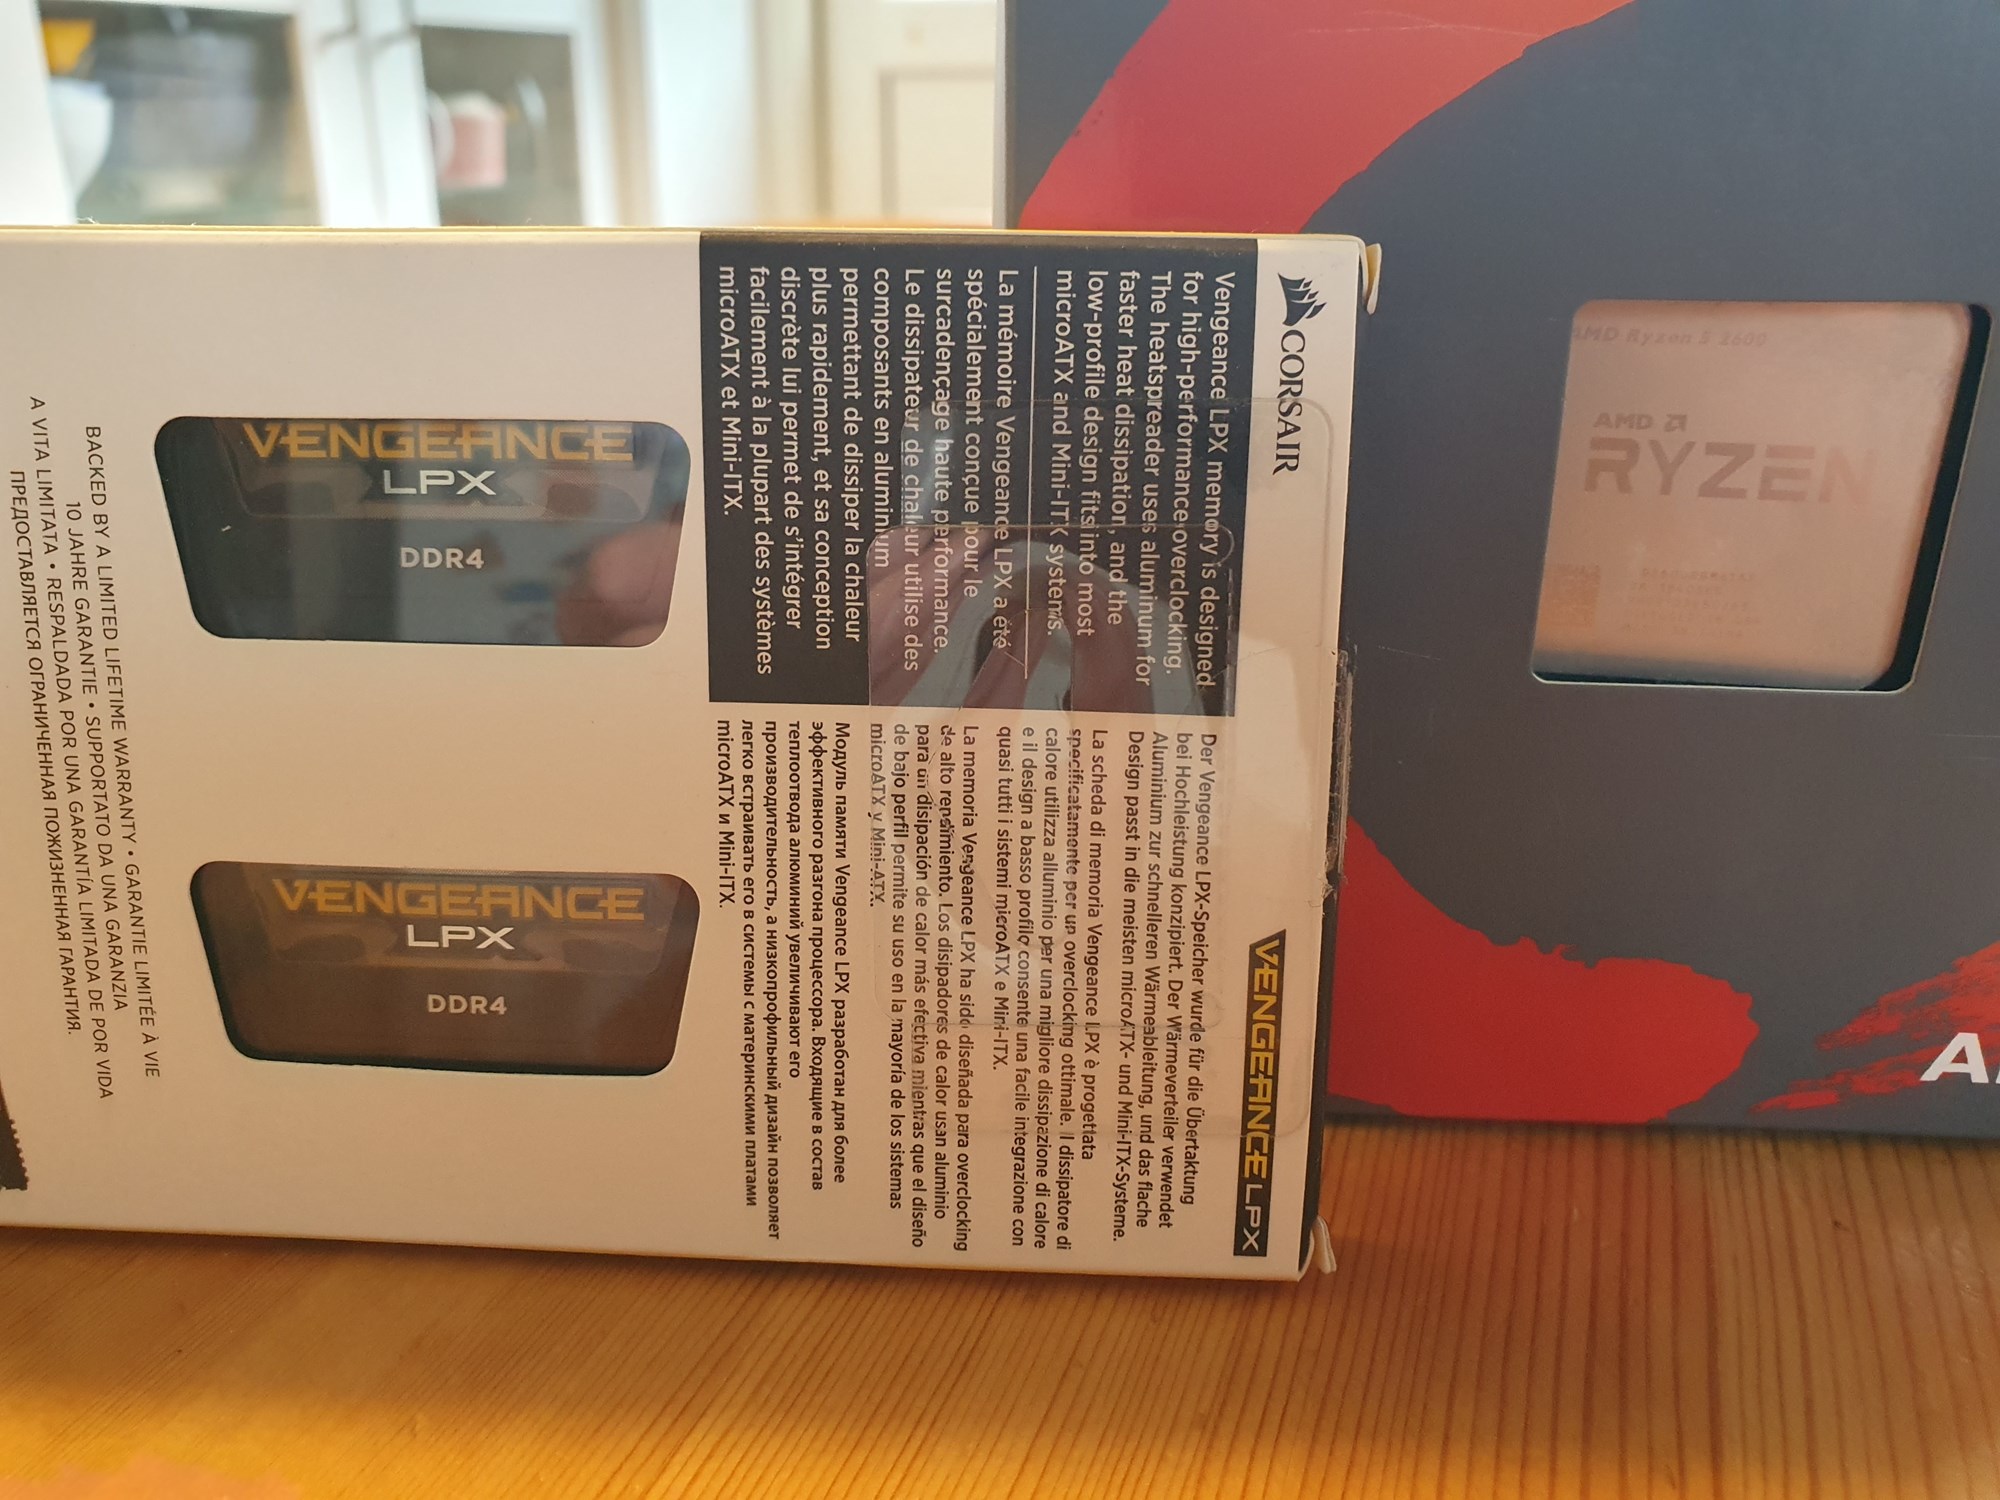 CORSAIR
VENGEANCE LPX
Vengeance LPX memory is designed
for high-performance overclocking.
The heatspreader uses aluminum for
faster heat dissipation, and the
low-profile design fits into most
microATX and Mini-ITX systems.
La mémoire Vengeance LPX a été
spécialement conçue pour le
surcadençage haute performance.
Le dissipateur de chaleur utilise des
composants en aluminium
permettant de dissiper la chaleur
plus rapidement, et sa conception
discrète lui permet de s'intégrer
facilement à la plupart des systèmes
microATX et Mini-ITX.
Der Vengeance LPX-Speicher wurde für die Übertaktung
bei Hochleistung konzipiert. Der Wärmeverteiler verwendet
Aluminium zur schnelleren Wärmeableitung, und das flache
Design passt in die meisten microATX- und Mini-ITX-Systeme.
La scheda di memoria Vengeance LPX è progettata
specificatamente per un overclocking ottimale. Il dissipatore di
calore utilizza alluminio per una migliore dissipazione di calore
e il design a basso profilo consente una facile integrazione con
quasi tutti i sistemi microATX e Mini-ITX.
La memoria Vengeance LPX ha sido diseñada para overclocking
de alto rendimiento. Los disipadores de calor usan aluminio
para un disipación de calor más efectiva mientras que el diseño
de bajo perfil permite su uso en la mayoría de los sistemas
microATX y Mini-ATX.
Модуль памяти Vengeance LPX разработан для более
эффективного разгона процессора. Входящие в состав
теплоотвода алюминий увеличивают его
производительность, а низкопрофильный дизайн позволяет
легко встраивать его в системы с материнскими платами
microATX и Mini-ITX.
VENGEANCE
LPX
DDR4
VENGEANCE
LPX
DDR4
BACKED BY A LIMITED LIFETIME WARRANTY • GARANTIE LIMITÉE À VIE
10 JAHRE GARANTIE • SUPPORTATO DA UNA GARANZIA
A VITA LIMITATA • RESPALDADA POR UNA GARANTÍA LIMITADA DE POR VIDA
ПРЕДОСТАВЛЯЕТСЯ ОГРАНИЧЕННАЯ ПОЖИЗНЕННАЯ ГАРАНТИЯ.
AMD Ryzen 5 2600
AMD
RYZEN